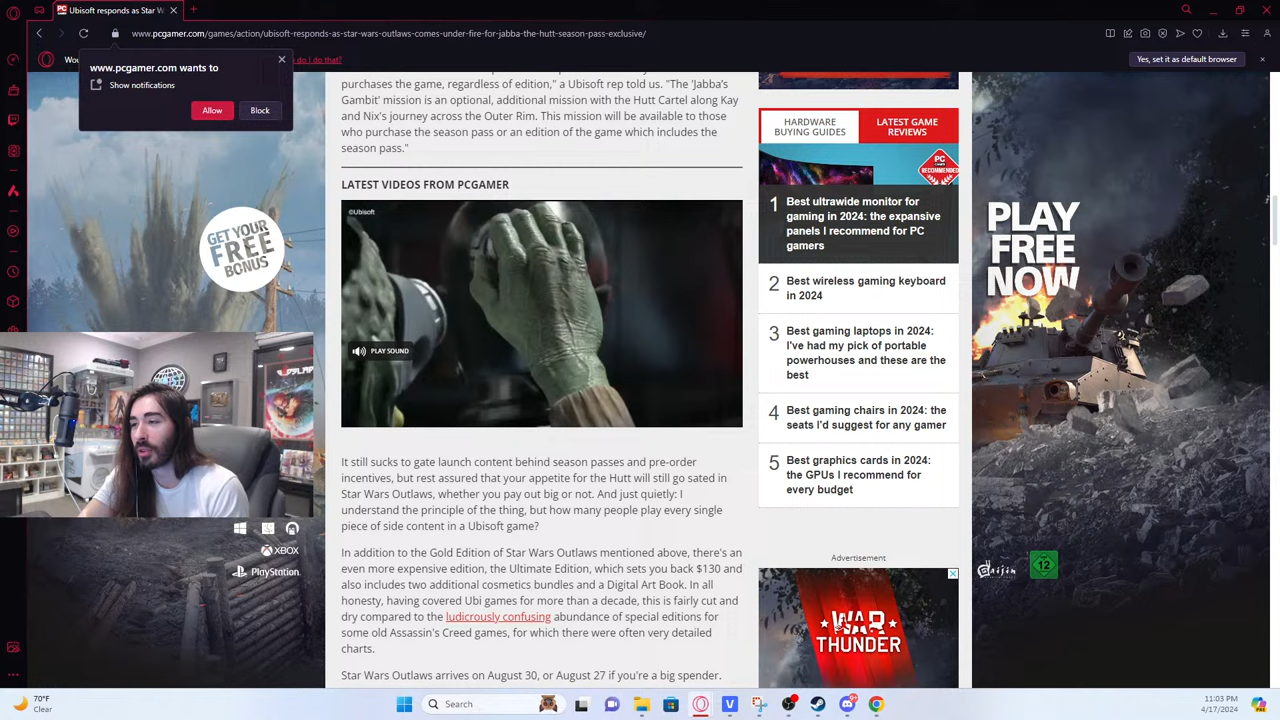 Ubisoft responds as Star W
www.pcgamer.com/games/action/ubisoft-responds-as-star-wars-outlaws-comes-under-fire-for-jabba-the-hutt-season-pass-exclusive/
do I do that?
Yes, set it as default browser
www.pcgamer.com wants to
Show notifications
Allow
Block
purchases the game, regardless of edition," a Ubisoft rep told us. "The 'Jabba's
Gambit' mission is an optional, additional mission with the Hutt Cartel along Kay
and Nix's journey across the Outer Rim. This mission will be available to those
who purchase the season pass or an edition of the game which includes the
season pass."
LATEST VIDEOS FROM PCGAMER
©Ubisoft
PLAY SOUND
It still sucks to gate launch content behind season passes and pre-order
incentives, but rest assured that your appetite for the Hutt will still go sated in
Star Wars Outlaws, whether you pay out big or not. And just quietly: I
understand the principle of the thing, but how many people play every single
piece of side content in a Ubisoft game?
In addition to the Gold Edition of Star Wars Outlaws mentioned above, there's an
even more expensive edition, the Ultimate Edition, which sets you back $130 and
also includes two additional cosmetics bundles and a Digital Art Book. In all
honesty, having covered Ubi games for more than a decade, this is fairly cut and
dry compared to the ludicrously confusing abundance of special editions for
some old Assassin's Creed games, for which there were often very detailed
charts.
Star Wars Outlaws arrives on August 30, or August 27 if you're a big spender.
HARDWARE
BUYING GUIDES
LATEST GAME
REVIEWS
PC
GAMER
RECOMMENDED
1 Best ultrawide monitor for
gaming in 2024: the expansive
panels I recommend for PC
gamers
2 Best wireless gaming keyboard
in 2024
3 Best gaming laptops in 2024:
I've had my pick of portable
powerhouses and these are the
best
4 Best gaming chairs in 2024: the
seats I'd suggest for any gamer
5 Best graphics cards in 2024:
the GPUs I recommend for
every budget
Advertisement
WAR
THUNDER
GET YOUR
FREE
BONUS
PLAY
FREE
NOW
XBOX
PlayStation
Gaijin
12
70°F
Clear
Search
11:03 PM
4/17/2024